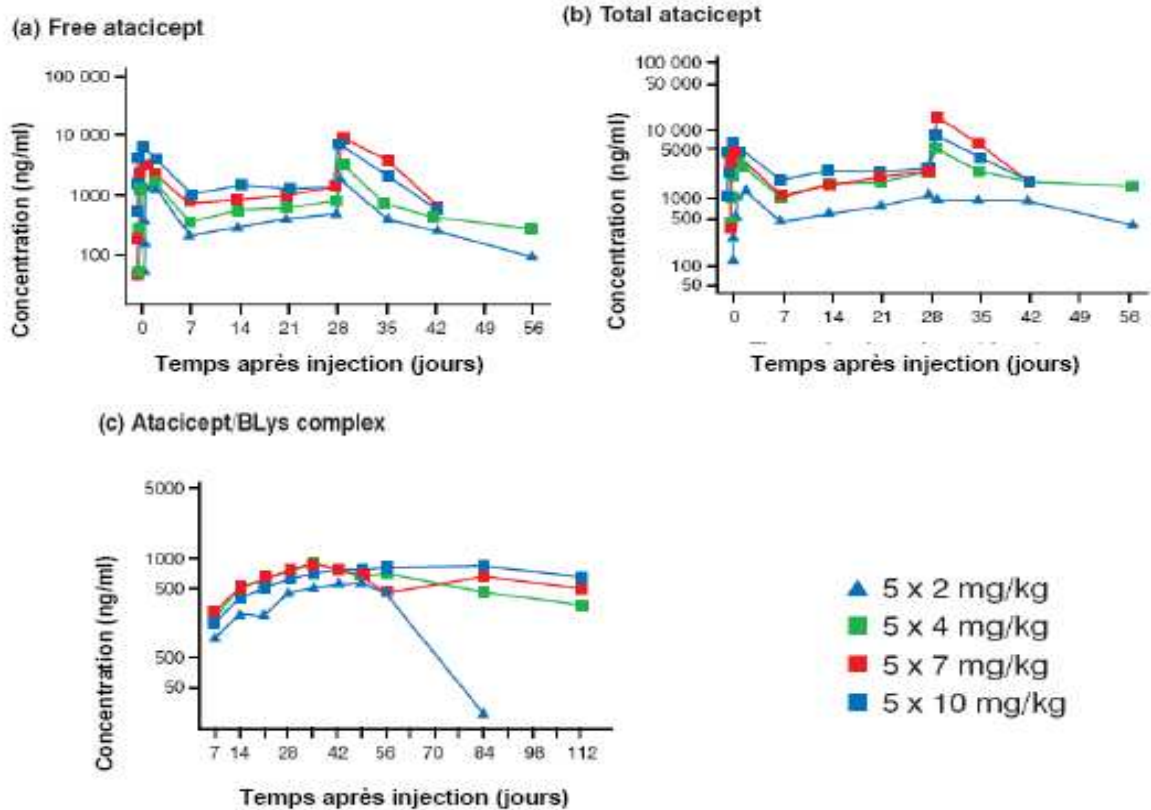 (a) Free atacicept
100 000
10 000
1000
100
Concentration (ng/ml)
0 7 14 21 28 35 42 49 56
Temps après injection (jours)
(b) Total atacicept
100 000
50 000
10 000
5000
1000
500
100
50
Concentration (ng/ml)
0 7 14 21 28 35 42 49 56
Temps après injection (jours)
(c) Atacicept/BLys complex
5000
1000
500
500
50
Concentration (ng/ml)
7 14 28 42 56 70 84 98 112
Temps après injection (jours)
5 x 2 mg/kg
5 x 4 mg/kg
5 x 7 mg/kg
5 x 10 mg/kg